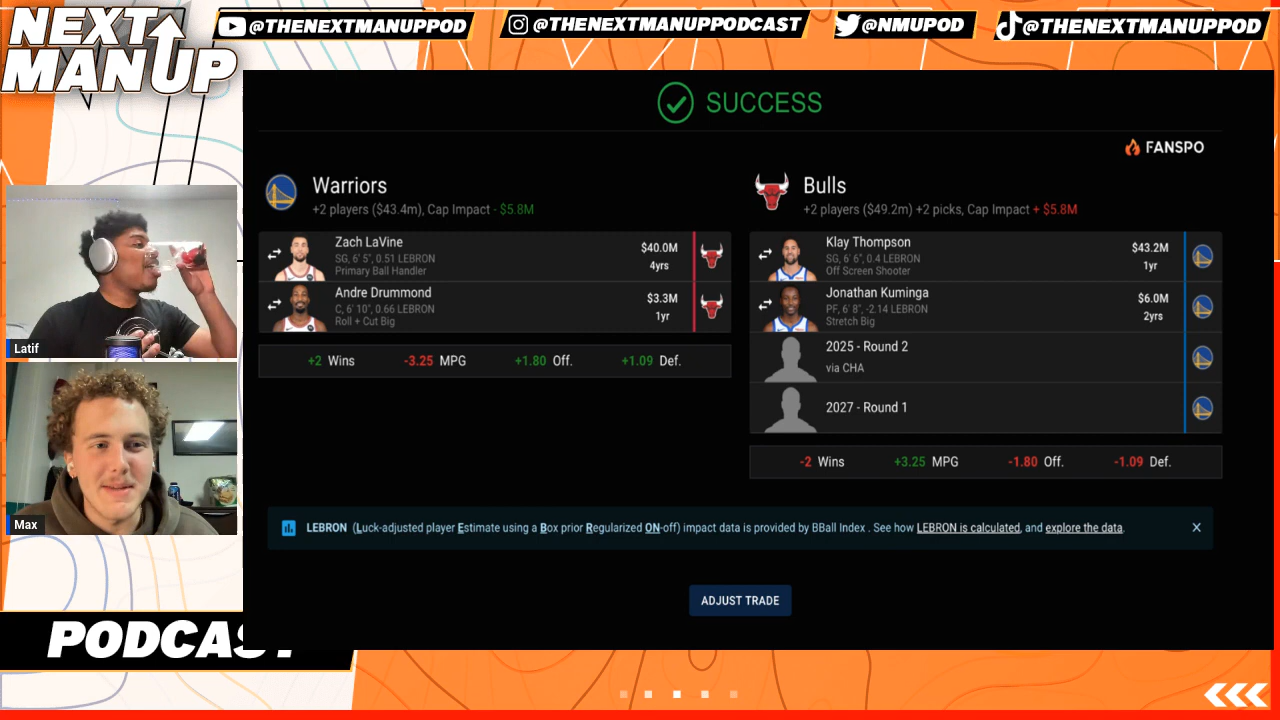 NEXT
MAN UP
@THENEXTMANUPPOD
@THENEXTMANUPPODCAST
@NMUPOD
@THENEXTMANUPPOD
SUCCESS
FANSPO
Warriors
+2 players ($43.4m), Cap Impact - $5.8M
Zach LaVine
SG, 6' 5", 0.51 LEBRON
Primary Ball Handler
$40.0M
4yrs
Andre Drummond
C, 6' 10", 0.66 LEBRON
Roll + Cut Big
$3.3M
1yr
+2 Wins
-3.25 MPG
+1.80 Off.
+1.09 Def.
Bulls
+2 players ($49.2m) +2 picks, Cap Impact + $5.8M
Klay Thompson
SG, 6' 6", 0.4 LEBRON
Off Screen Shooter
$43.2M
1yr
Jonathan Kuminga
PF, 6' 8", -2.14 LEBRON
Stretch Big
$6.0M
2yrs
2025 - Round 2
via CHA
2027 - Round 1
-2 Wins
+3.25 MPG
-1.80 Off.
-1.09 Def.
LEBRON (Luck-adjusted player Estimate using a Box prior Regularized ON-off) impact data is provided by BBall Index . See how LEBRON is calculated, and explore the data.
ADJUST TRADE
Latif
Max
PODCAST